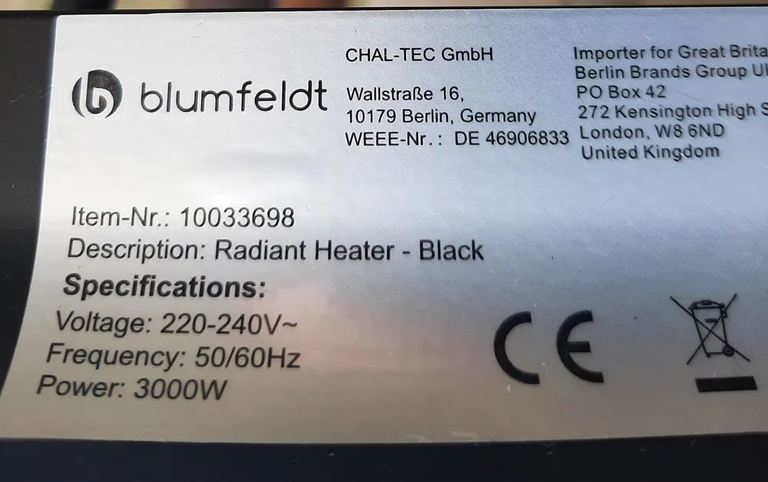 blumfeldt
CHAL-TEC GmbH
Wallstraße 16,
10179 Berlin, Germany
WEEE-Nr.: DE 46906833
Importer for Great
Berlin Brands Group
PO Box 42
272 Kensington High
London, W8 6ND
United Kingdom
Item-Nr.: 10033698
Description: Radiant Heater - Black
Specifications:
Voltage: 220-240V~
Frequency: 50/60Hz
Power: 3000W
CE